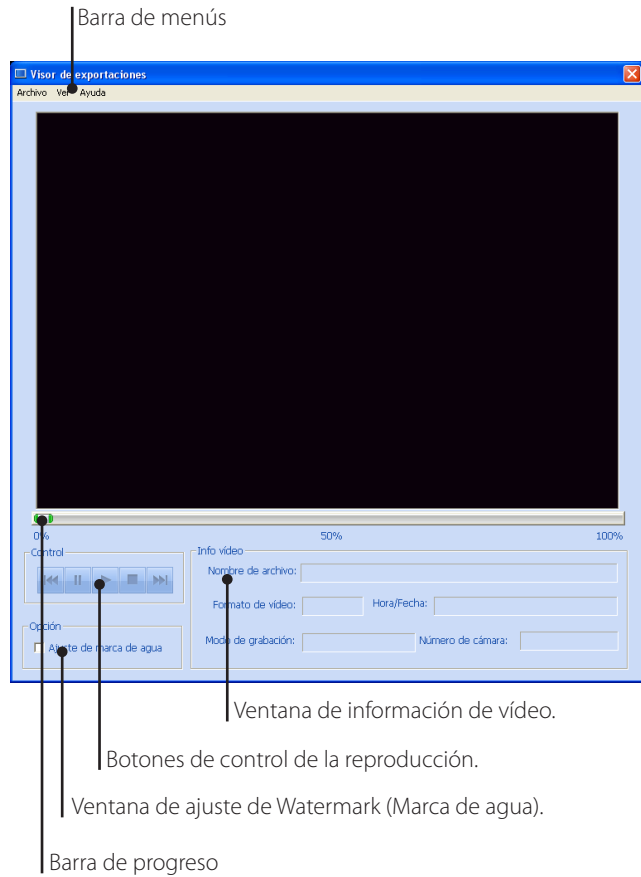 Barra de menús
Visor de exportaciones
Archivo Ver Ayuda
0% 50% 100%
Control
Info vídeo
Nombre de archivo:
Formato de vídeo: Hora/Fecha:
Opción
Ajuste de marca de agua
Modo de grabación: Número de cámara:
Ventana de información de vídeo.
Botones de control de la reproducción.
Ventana de ajuste de Watermark (Marca de agua).
Barra de progreso